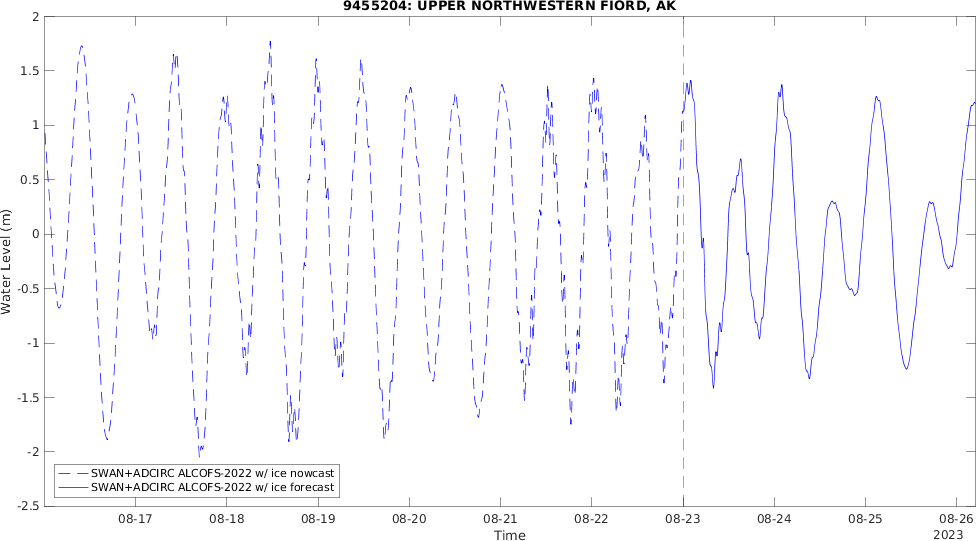 9455204: UPPER NORTHWESTERN FIORD, AK
2
1.5
1
0.5
0
-0.5
-1
-1.5
-2
-2.5
Water Level (m)
SWAN+ADCIRC ALCOFS-2022 w/ ice nowcast
SWAN+ADCIRC ALCOFS-2022 w/ ice forecast
08-17 08-18 08-19 08-20 08-21 08-22 08-23 08-24 08-25 08-26
Time
2023